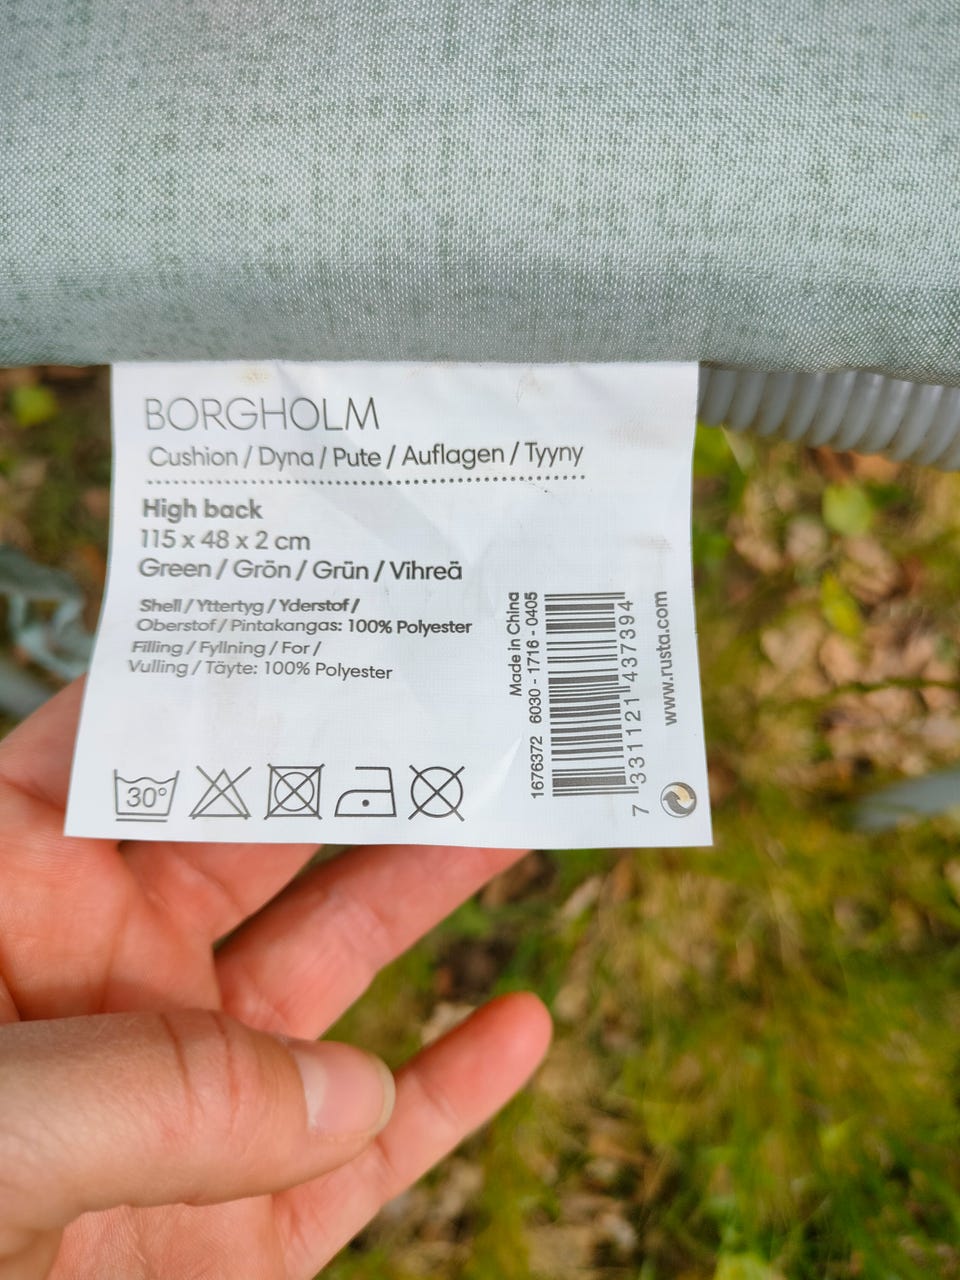 BORGHOLM
Cushion / Dyna / Pute / Auflagen / Tyyny
High back
115 x 48 x 2 cm
Green / Grön / Grün / Vihreä
Shell / Yttertyg / Yderstof /
Oberstof / Pintakangas: 100% Polyester
Filling / Fyllning / For /
Vulling / Täyte: 100% Polyester
30°
Made in China
1676372 6030 - 1716 - 0405
7 331121 437394
www.rusta.com